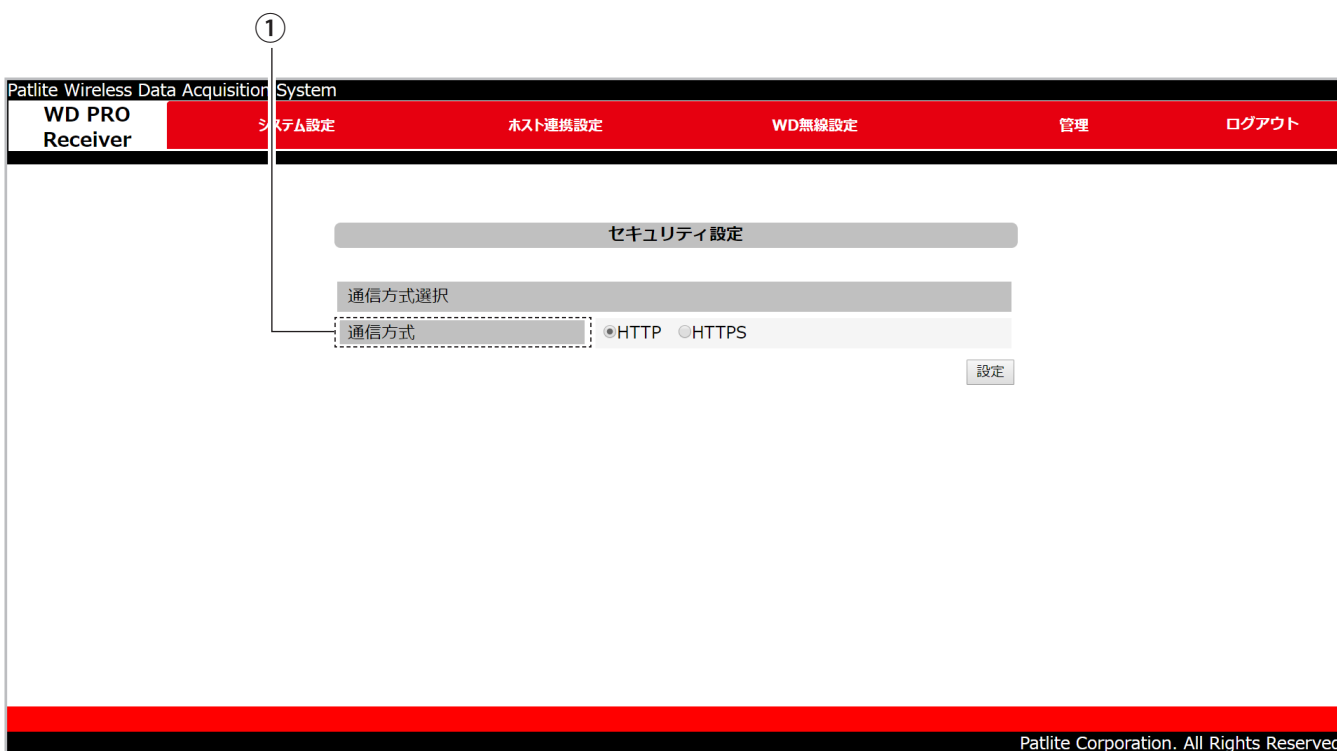 ①
Patlite Wireless Data Acquisition System
WD PRO
Receiver
システム設定 ホスト連携設定 WD無線設定 管理 ログアウト
セキュリティ設定
通信方式選択
通信方式 HTTP HTTPS
設定
Patlite Corporation. All Rights Reserved